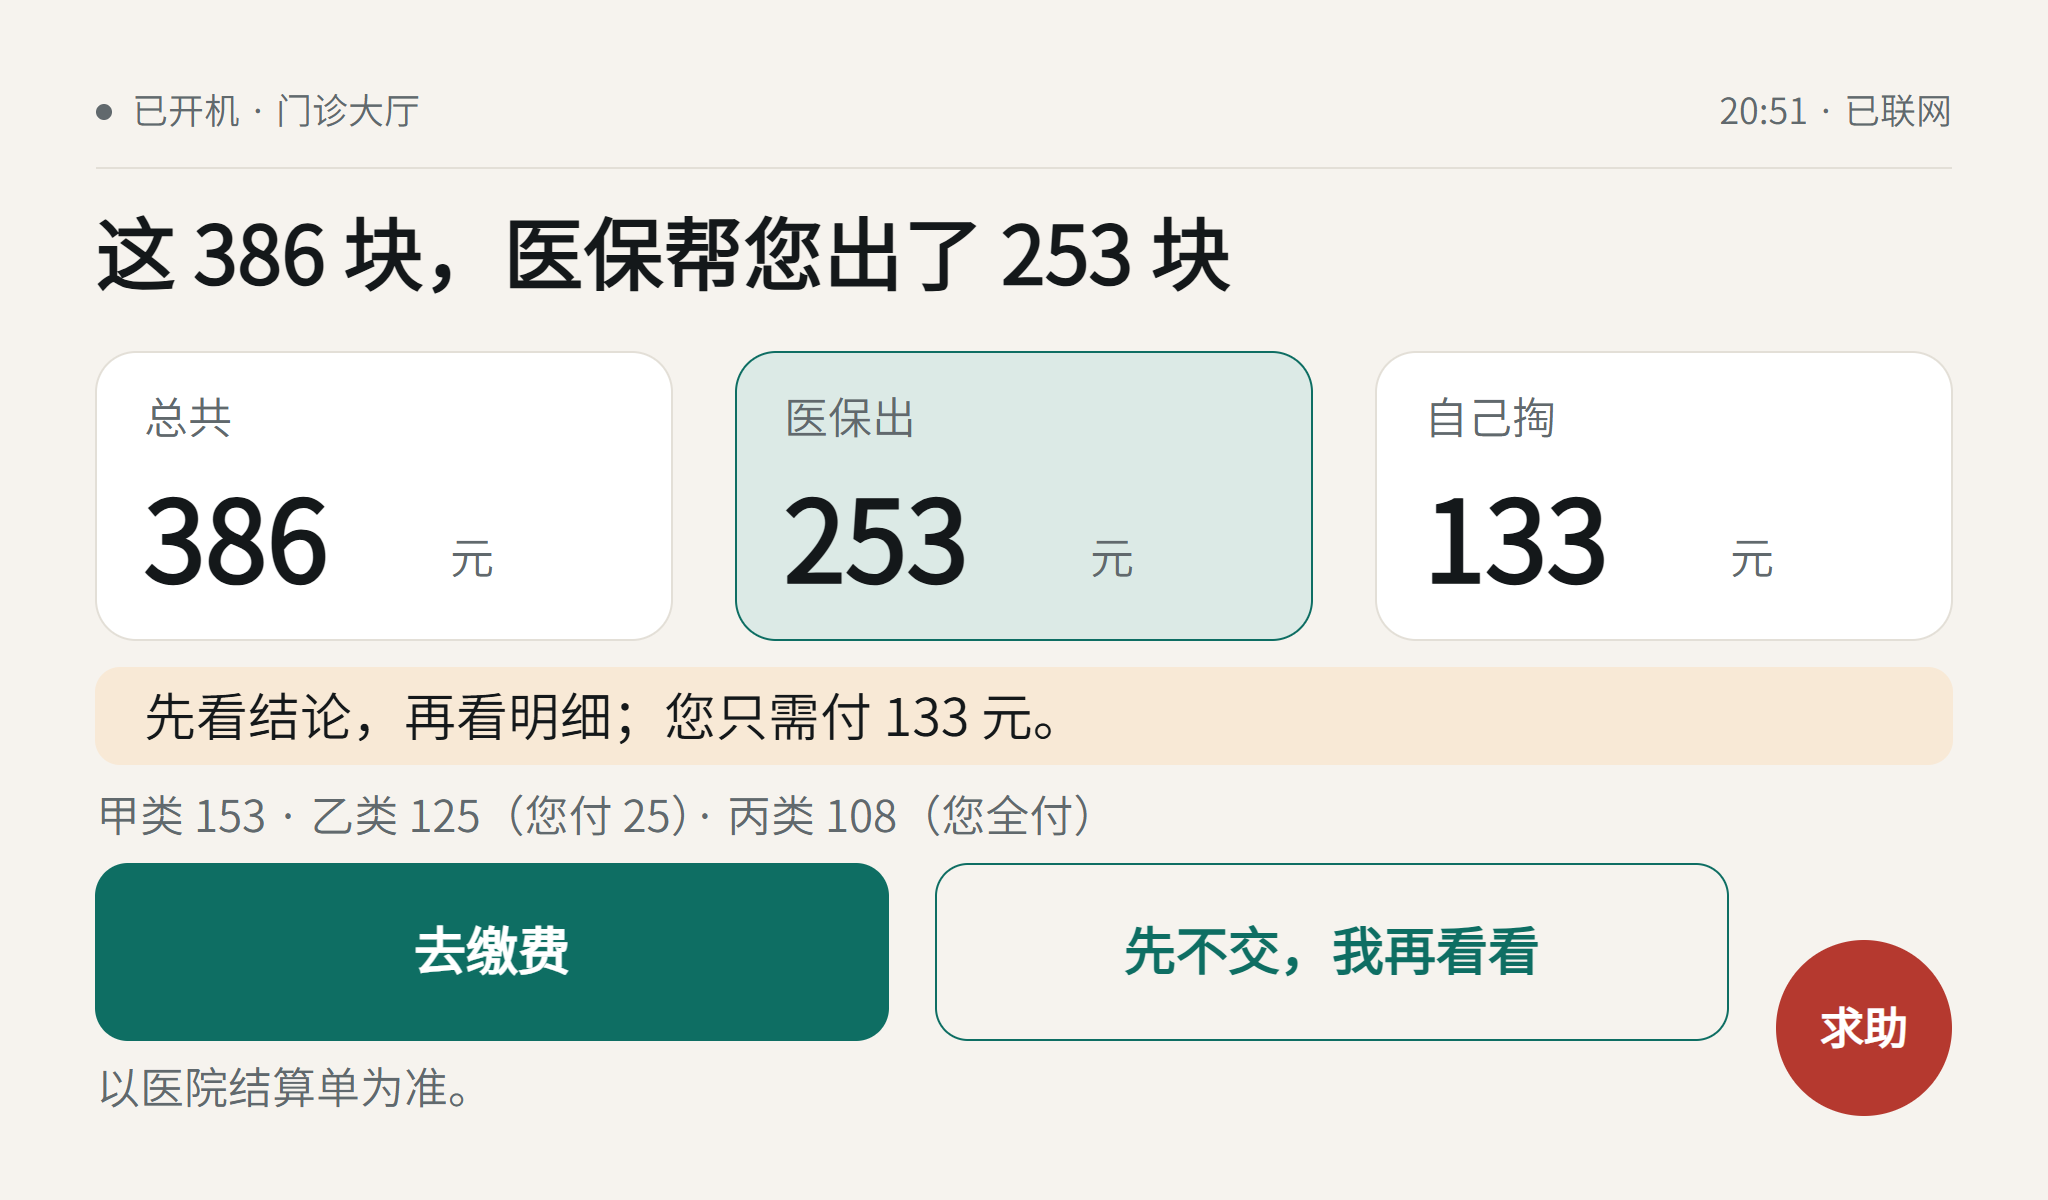 已开机 · 门诊大厅
20:51 · 已联网
这 386 块，医保帮您出了 253 块
总共
386 元
医保出
253 元
自己掏
133 元
先看结论，再看明细；您只需付 133 元。
甲类 153 · 乙类 125（您付 25）· 丙类 108（您全付）
去缴费
先不交，我再看看
求助
以医院结算单为准。